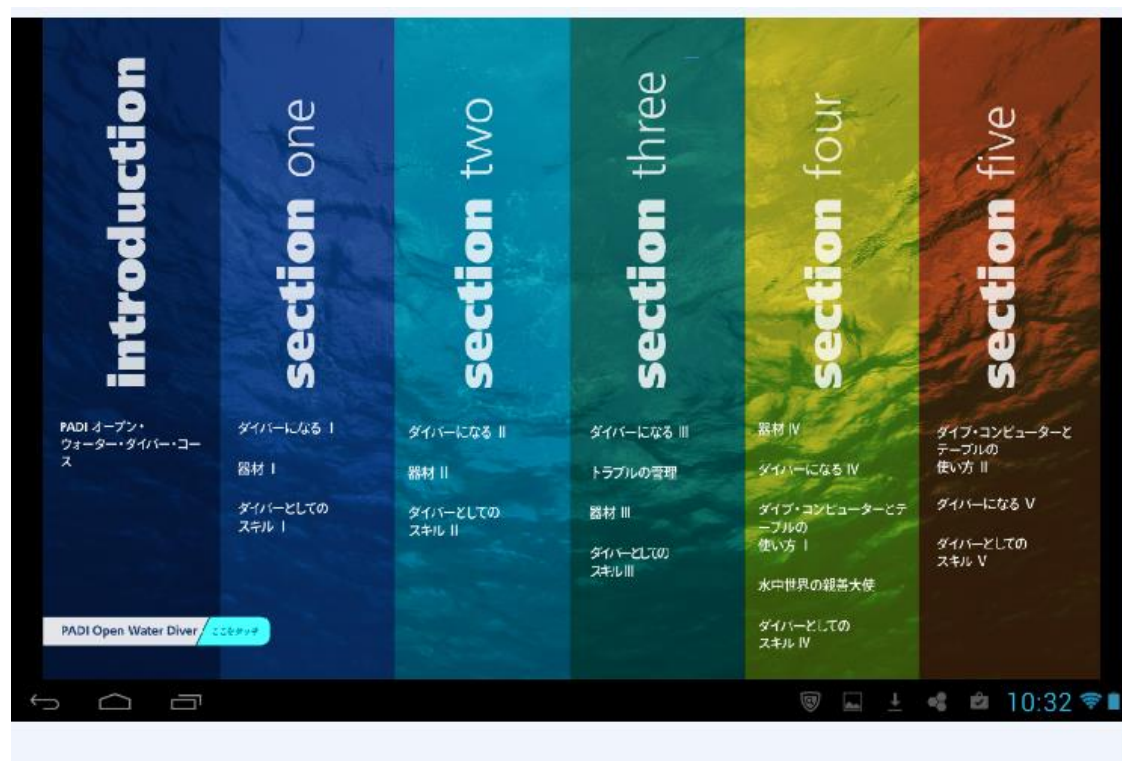 introduction
PADI オープン・
ウォーター・ダイバー・コー
ス
section one
ダイバーになる I
器材 I
ダイバーとしての
スキル I
section two
ダイバーになる II
器材 II
ダイバーとしての
スキル II
section three
ダイバーになる III
トラブルの管理
器材 III
ダイバーとしての
スキル III
section four
器材 IV
ダイバーになる IV
ダイブ・コンピューターとテ
ーブルの
使い方 I
水中世界の親善大使
ダイバーとしての
スキル IV
section five
ダイブ・コンピューターと
テーブルの
使い方 II
ダイバーになる V
ダイバーとしての
スキル V
PADI Open Water Diver ここをタッチ
10:32